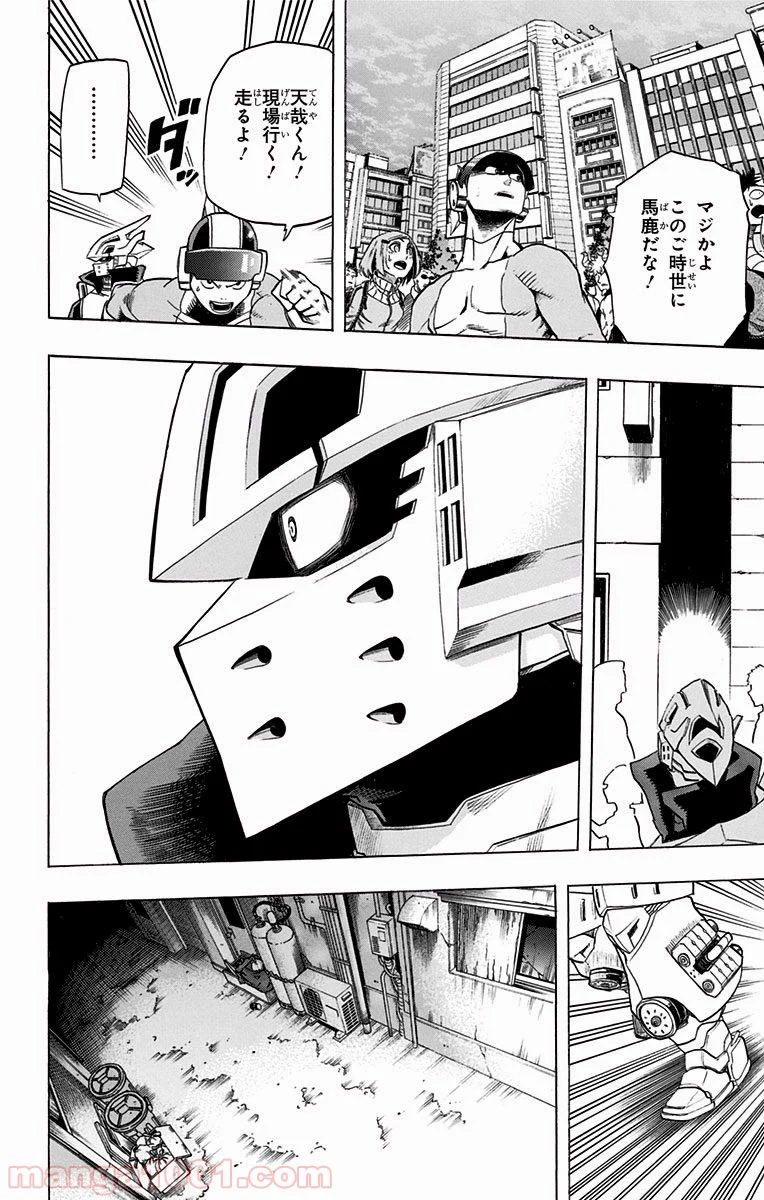 マジかよ
このご時世に
馬鹿だな！
天哉くん！
現場行く！
走るよ！
ダッ
………
manga1001.com